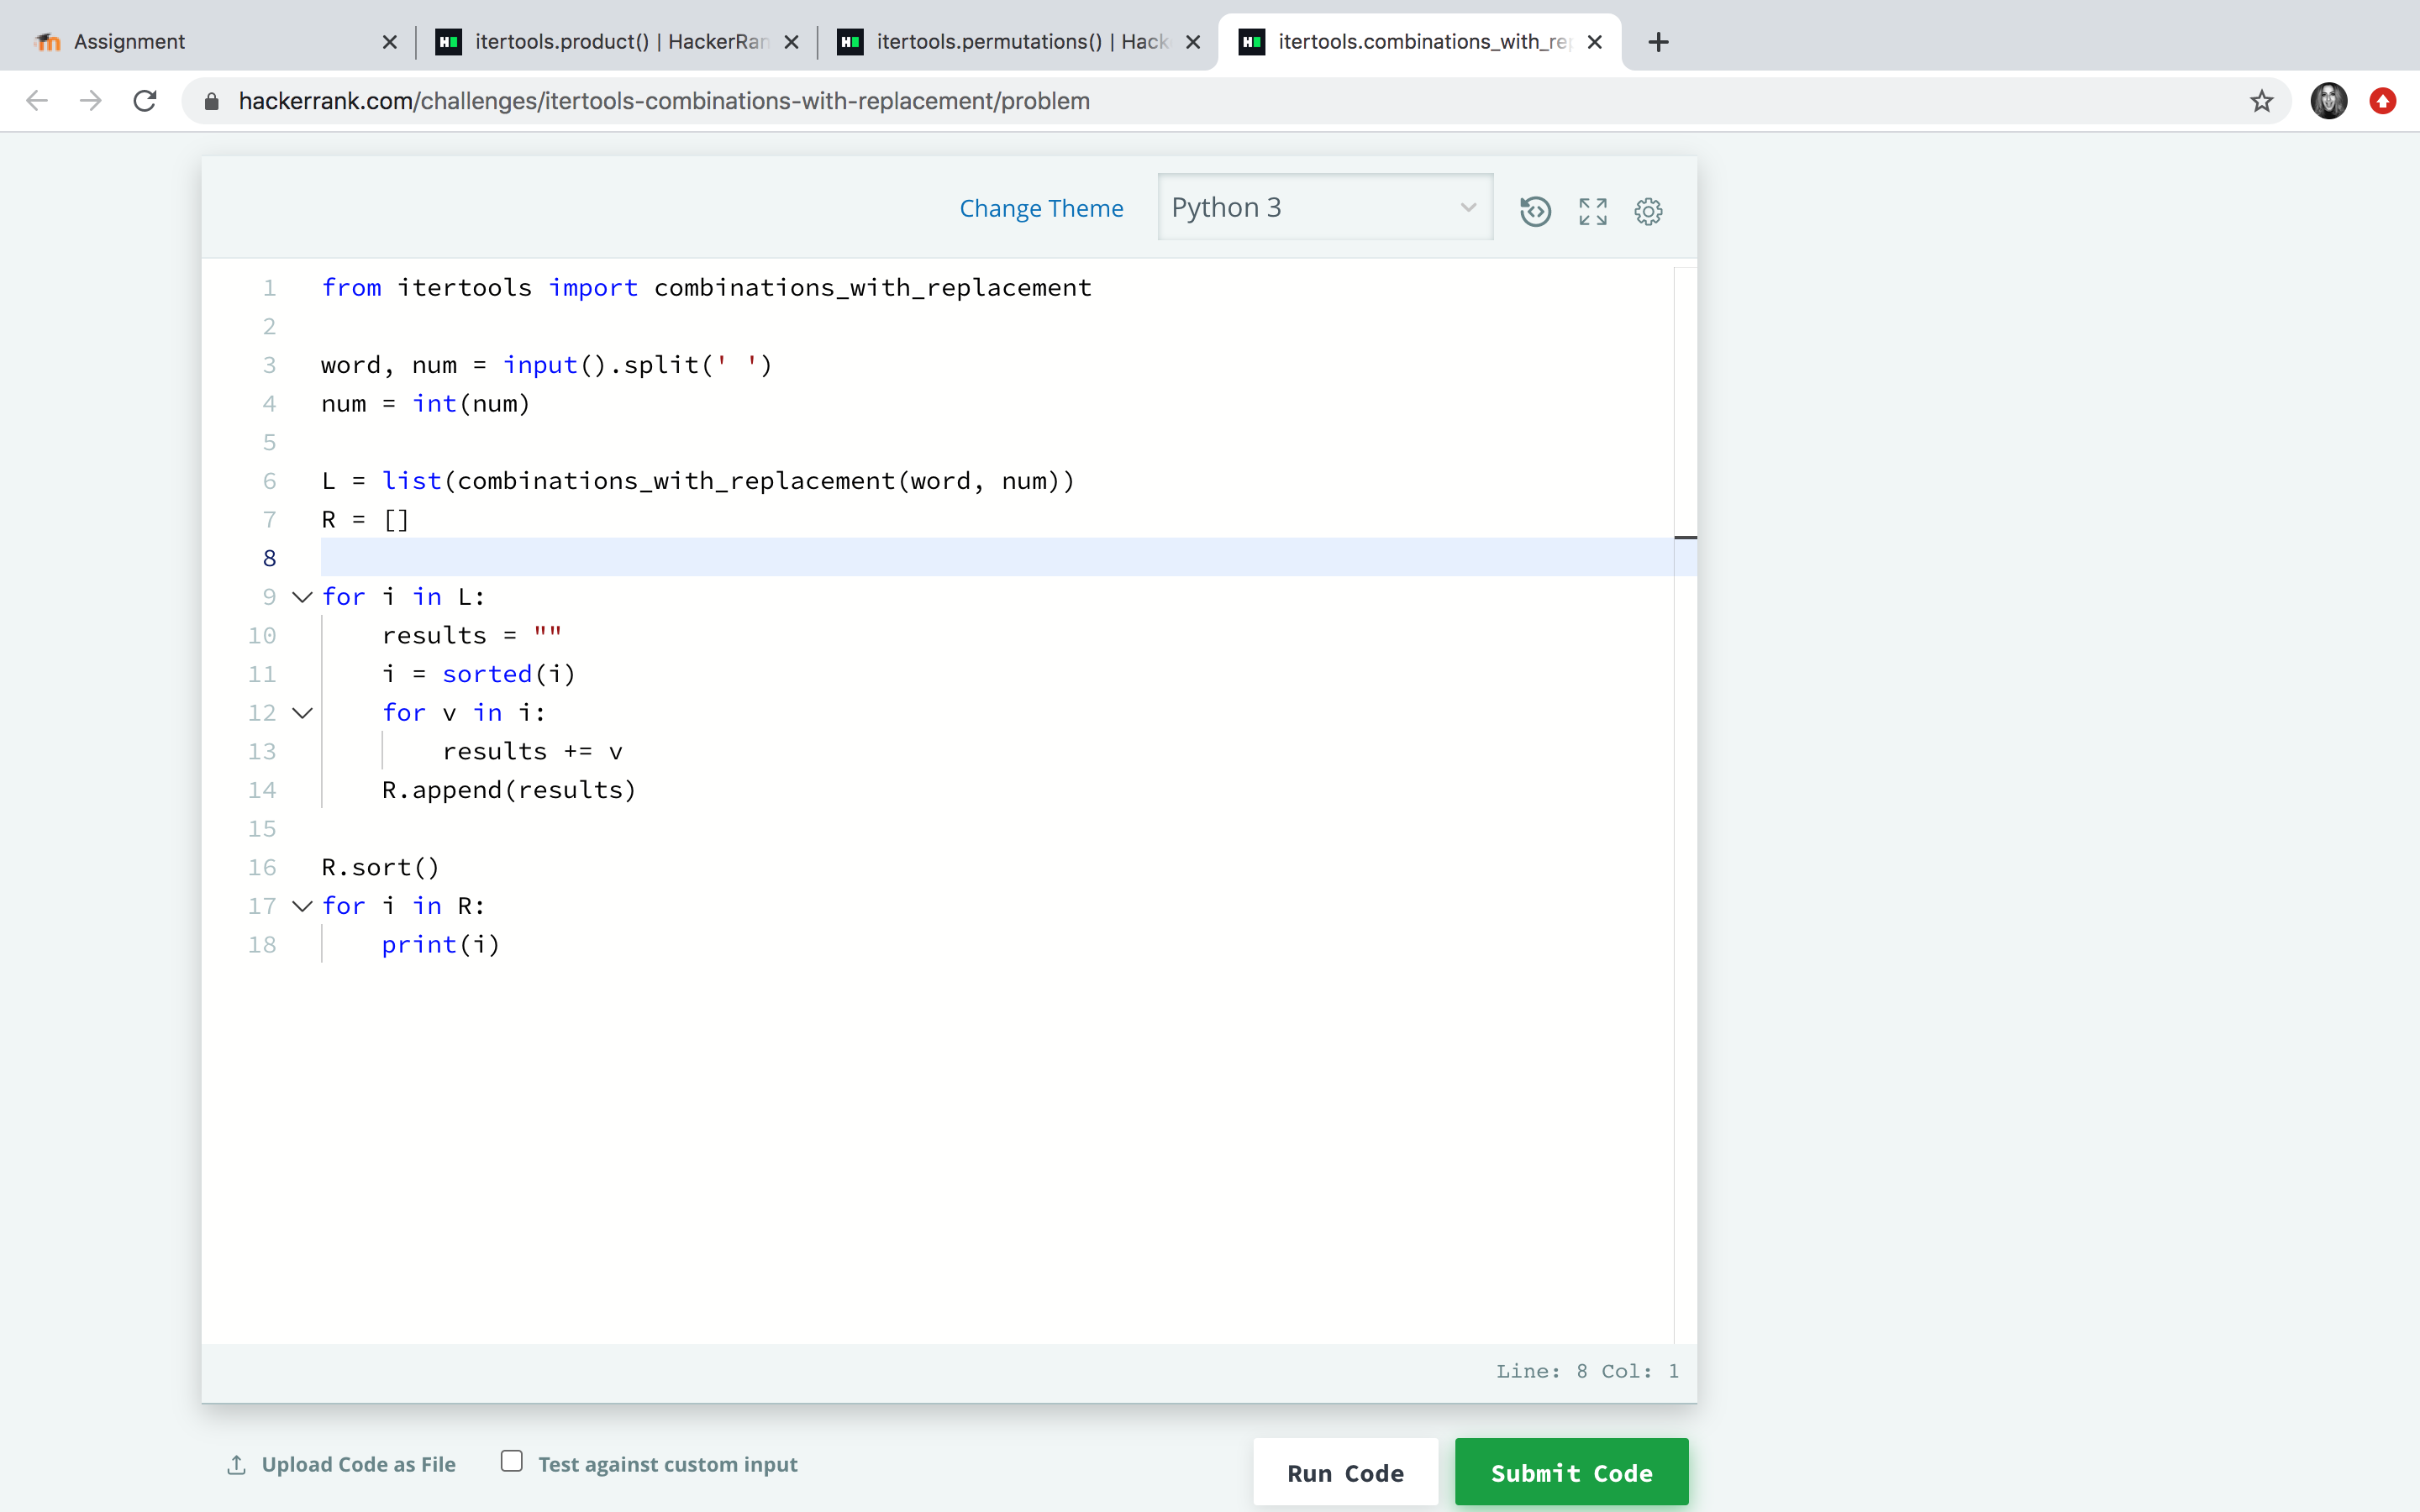 Assignment
itertools.product() | HackerRan
itertools.permutations() | Hack
itertools.combinations_with_rep
hackerrank.com/challenges/itertools-combinations-with-replacement/problem
Change Theme
Python 3
1 from itertools import combinations_with_replacement
2
3 word, num = input().split(' ')
4 num = int(num)
5
6 L = list(combinations_with_replacement(word, num))
7 R = []
8
9 for i in L:
10 results = ""
11 i = sorted(i)
12 for v in i:
13 results += v
14 R.append(results)
15
16 R.sort()
17 for i in R:
18 print(i)
Line: 8 Col: 1
Upload Code as File
Test against custom input
Run Code
Submit Code